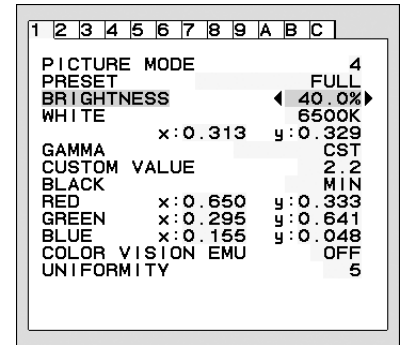 1 2 3 4 5 6 7 8 9 A B C
PICTURE MODE 4
PRESET FULL
BRIGHTNESS 40.0%
WHITE 6500K
x:0.313 y:0.329
GAMMA CST
CUSTOM VALUE 2.2
BLACK MIN
RED x:0.650 y:0.333
GREEN x:0.295 y:0.641
BLUE x:0.155 y:0.048
COLOR VISION EMU OFF
UNIFORMITY 5